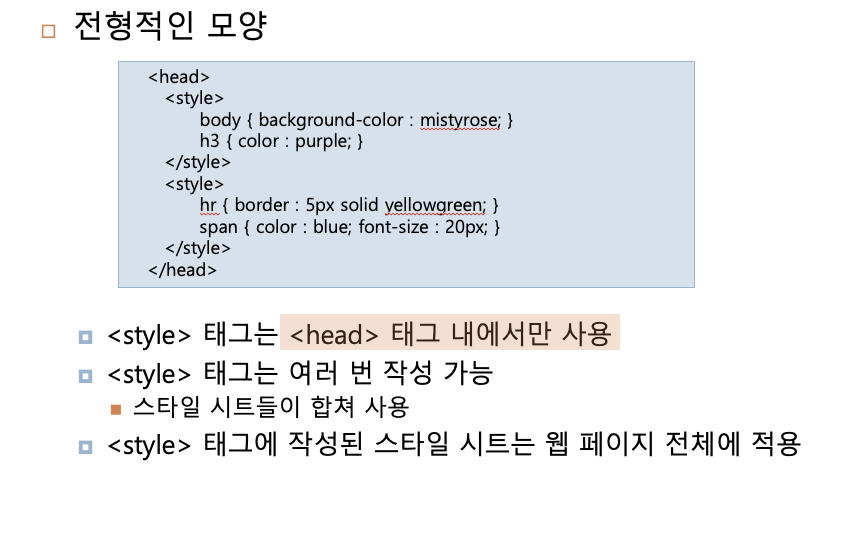 전형적인 모양
<head>
<style>
body { background-color : mistyrose; }
h3 { color : purple; }
</style>
<style>
hr { border : 5px solid yellowgreen; }
span { color : blue; font-size : 20px; }
</style>
</head>
<style> 태그는 <head> 태그 내에서만 사용
<style> 태그는 여러 번 작성 가능
스타일 시트들이 합쳐 사용
<style> 태그에 작성된 스타일 시트는 웹 페이지 전체에 적용